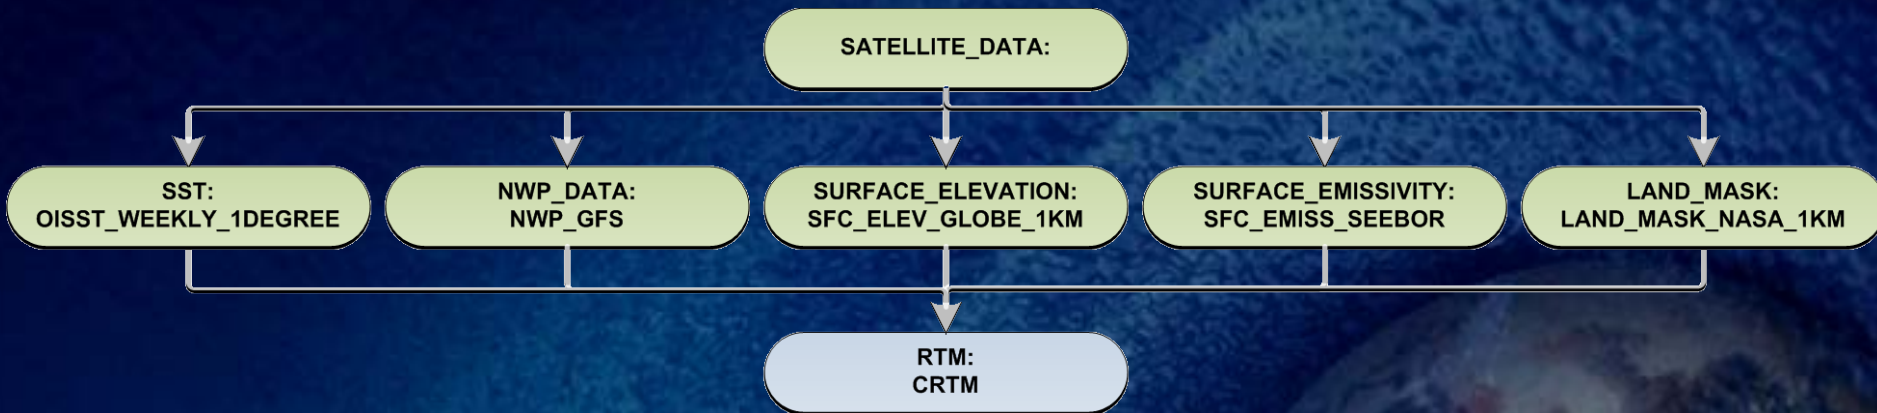 SATELLITE_DATA:
SST:
OISST_WEEKLY_1DEGREE
NWP_DATA:
NWP_GFS
SURFACE_ELEVATION:
SFC_ELEV_GLOBE_1KM
SURFACE_EMISSIVITY:
SFC_EMISS_SEEBOR
LAND_MASK:
LAND_MASK_NASA_1KM
RTM:
CRTM